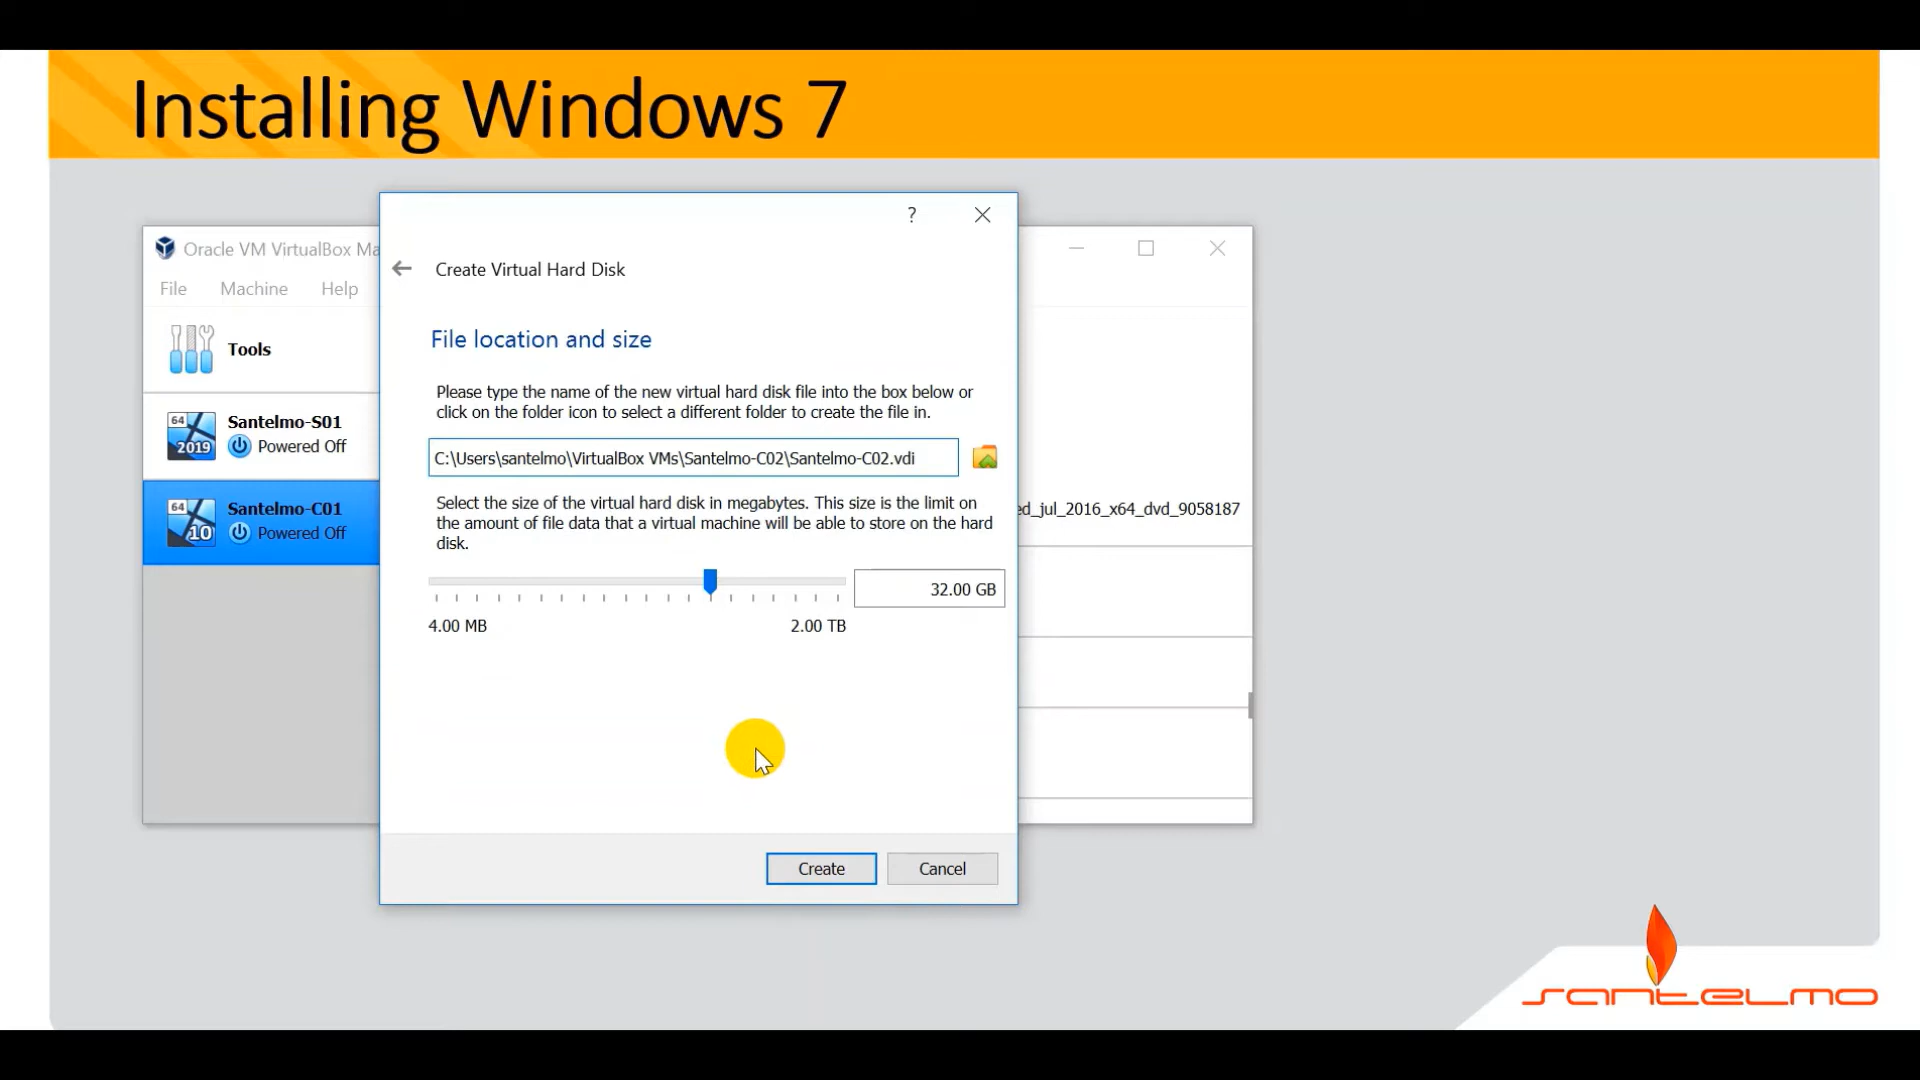 Installing Windows 7
?
Oracle VM VirtualBox Ma
Create Virtual Hard Disk
File Machine Help
File location and size
Tools
Please type the name of the new virtual hard disk file into the box below or
click on the folder icon to select a different folder to create the file in.
64
2019
Santelmo-S01
Powered Off
C:\Users\santelmo\VirtualBox VMs\Santelmo-C02\Santelmo-C02.vdi
Select the size of the virtual hard disk in megabytes. This size is the limit on
the amount of file data that a virtual machine will be able to store on the hard
disk.
64
10
Santelmo-C01
Powered Off
ed_jul_2016_x64_dvd_9058187
32.00 GB
4.00 MB 2.00 TB
Create Cancel
santelmo